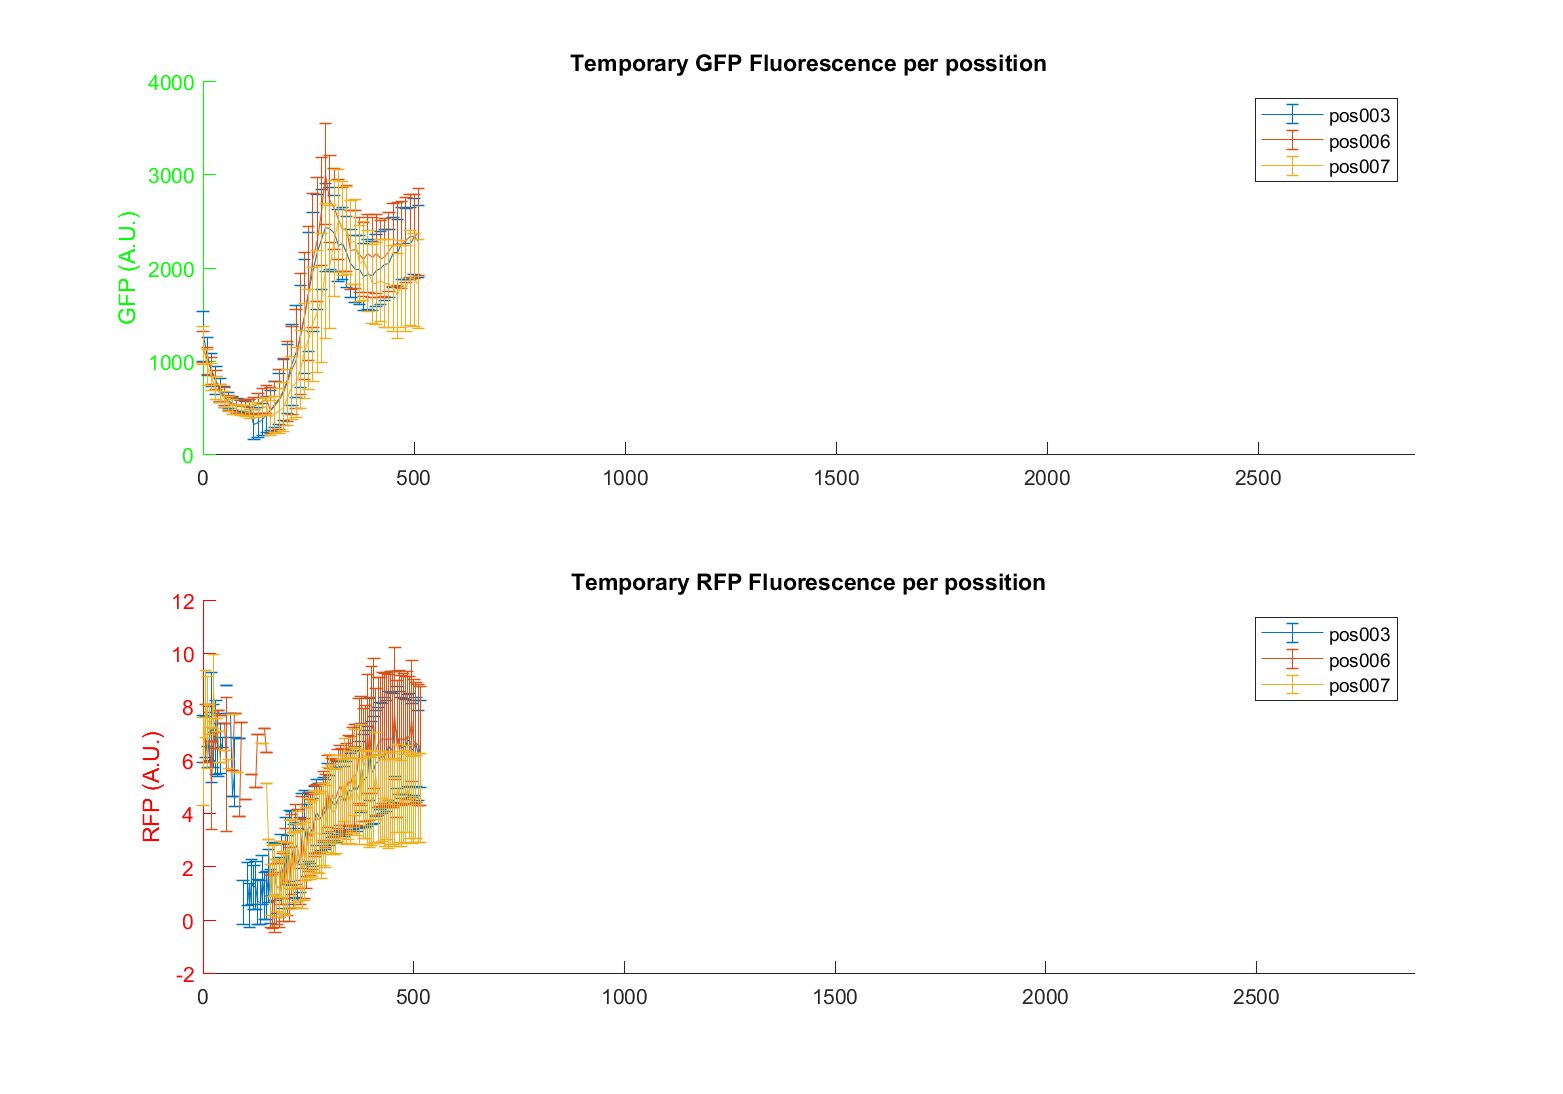 Temporary GFP Fluorescence per possition
4000
3000
2000
1000
0
GFP (A.U.)
pos003
pos006
pos007
0 500 1000 1500 2000 2500
Temporary RFP Fluorescence per possition
12
10
8
6
4
2
0
-2
RFP (A.U.)
pos003
pos006
pos007
0 500 1000 1500 2000 2500